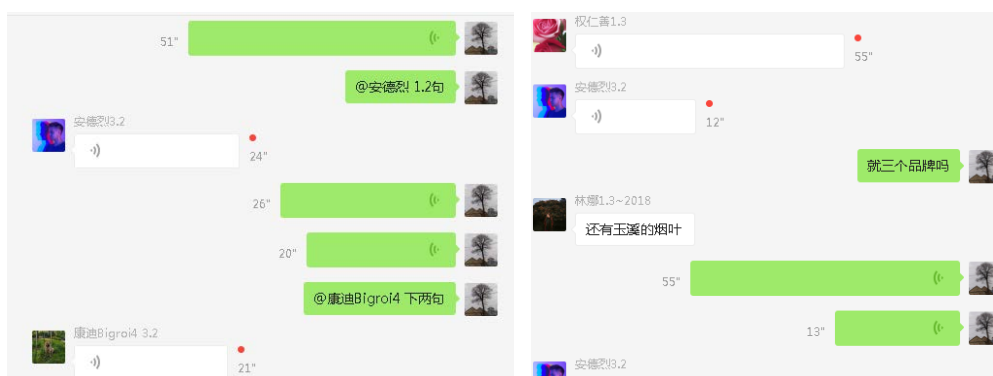 51"
@安德烈 1.2句
安德烈3.2
24"
26"
20"
@康迪Bigroi4 下两句
康迪Bigroi4 3.2
21"
权仁善1.3
55"
安德烈3.2
12"
就三个品牌吗
林娜1.3~2018
还有玉溪的烟叶
55"
13"
安德烈3.2